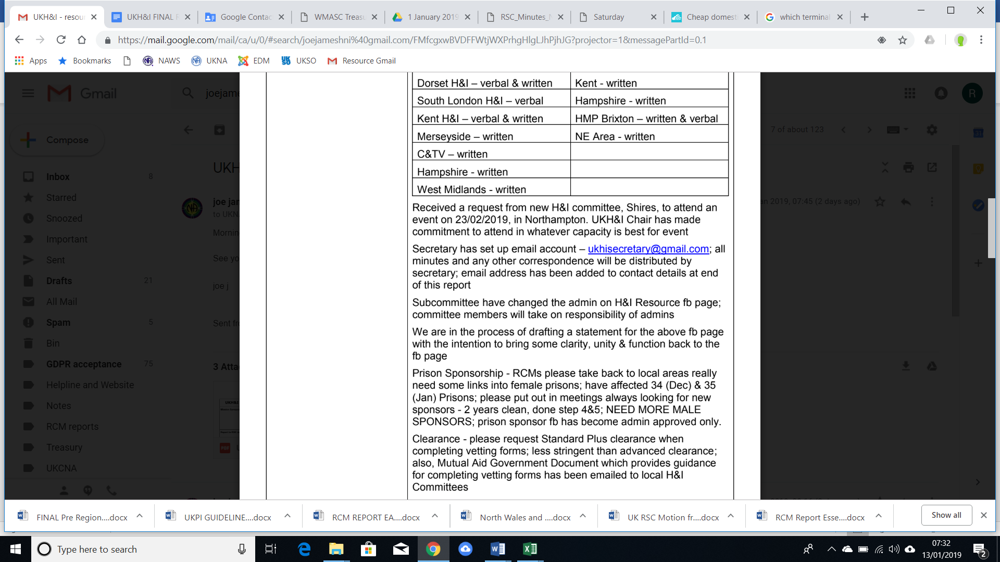 UKH&I - resou
UKH&I FINAL F
Google Contac
WMASC Treasu
1 January 2019
RSC_Minutes_N
Saturday
Cheap domest
which terminal
https://mail.google.com/mail/ca/u/0/#search/joejameshni%40gmail.com/FMfcgxwBVDFFWtjWXPrhgHlgLJhPjhJG?projector=1&messagePartId=0.1
Apps
Bookmarks
NAWS
UKNA
EDM
UKSO
Resource Gmail
Gmail
joejame
R
Compose
7 of about 123
Inbox 8
Starred
Snoozed
Important
Sent
Drafts 21
All Mail
Spam 5
Bin
GDPR acceptance 75
Helpline and Website
Notes
RCM reports
Treasury
UKCNA
UKH
joe jan
to UKN
an 2019, 07:45 (2 days ago)
Mornin
See yo
joe j
Sent fr
3 Atta
UKH&I
PDF
Dorset H&I – verbal & written Kent - written
South London H&I – verbal Hampshire - written
Kent H&I – verbal & written HMP Brixton – written & verbal
Merseyside – written NE Area - written
C&TV – written
Hampshire - written
West Midlands - written
Received a request from new H&I committee, Shires, to attend an
event on 23/02/2019, in Northampton. UKH&I Chair has made
commitment to attend in whatever capacity is best for event
Secretary has set up email account – ukhisecretary@gmail.com; all
minutes and any other correspondence will be distributed by
secretary; email address has been added to contact details at end
of this report
Subcommittee have changed the admin on H&I Resource fb page;
committee members will take on responsibility of admins
We are in the process of drafting a statement for the above fb page
with the intention to bring some clarity, unity & function back to the
fb page
Prison Sponsorship - RCMs please take back to local areas really
need some links into female prisons; have affected 34 (Dec) & 35
(Jan) Prisons; please put out in meetings always looking for new
sponsors - 2 years clean, done step 4&5; NEED MORE MALE
SPONSORS; prison sponsor fb has become admin approved only.
Clearance - please request Standard Plus clearance when
completing vetting forms; less stringent than advanced clearance;
also, Mutual Aid Government Document which provides guidance
for completing vetting forms has been emailed to local H&I
Committees
FINAL Pre Region....docx
UKPI GUIDELINE....docx
RCM REPORT EA....docx
North Wales and ....docx
UK RSC Motion fr....docx
RCM Report Esse....docx
Show all
Type here to search
07:32
13/01/2019
2